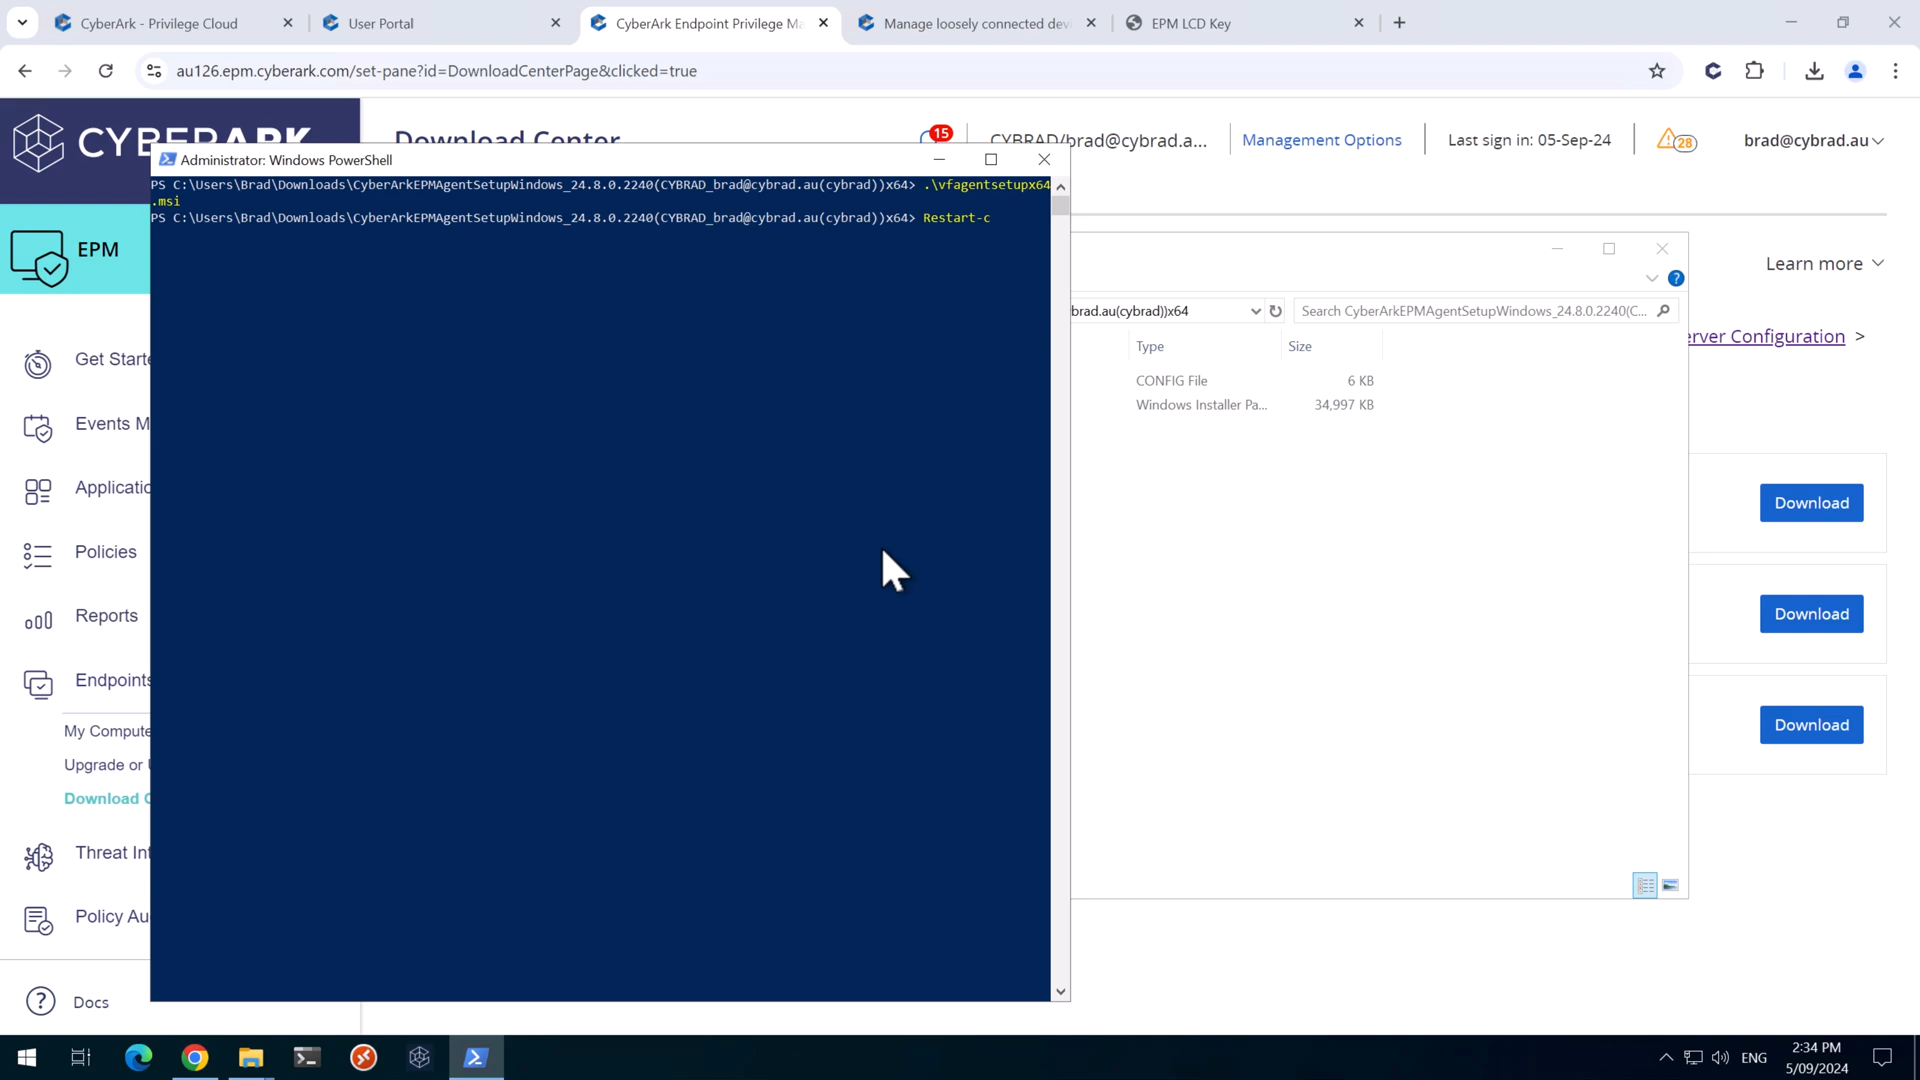 CyberArk - Privilege Cloud
User Portal
CyberArk Endpoint Privilege Ma
Manage loosely connected devi
EPM LCD Key
au126.epm.cyberark.com/set-pane?id=DownloadCenterPage&clicked=true
CYBERARK
Download Center
15
CYBRAD/brad@cybrad.a...
Management Options
Last sign in: 05-Sep-24
28
brad@cybrad.au
Administrator: Windows PowerShell
PS C:\Users\Brad\Downloads\CyberArkEPMAgentSetupWindows_24.8.0.2240(CYBRAD_brad@cybrad.au(cybrad))x64> .\vfagentsetupx64
.msi
PS C:\Users\Brad\Downloads\CyberArkEPMAgentSetupWindows_24.8.0.2240(CYBRAD_brad@cybrad.au(cybrad))x64> Restart-c
EPM
Learn more
brad.au(cybrad))x64
Search CyberArkEPMAgentSetupWindows_24.8.0.2240(C...
erver Configuration >
Type
Size
CONFIG File
6 KB
Windows Installer Pa...
34,997 KB
Get Starte
Events M
Applicatio
Policies
Reports
Endpoints
My Compute
Upgrade or U
Download C
Threat Int
Policy Au
Docs
Download
Download
Download
ENG
2:34 PM
5/09/2024